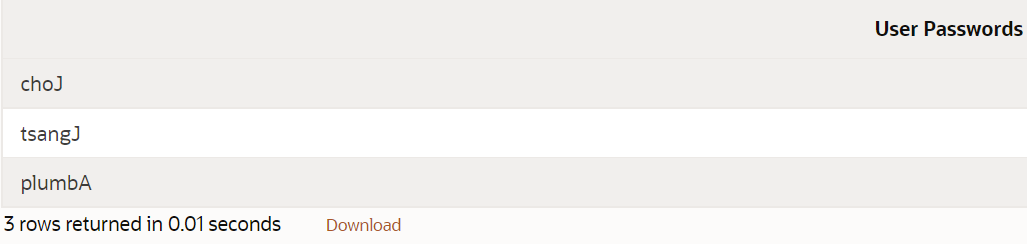 User Passwords
choJ
tsangJ
plumbA
3 rows returned in 0.01 seconds Download